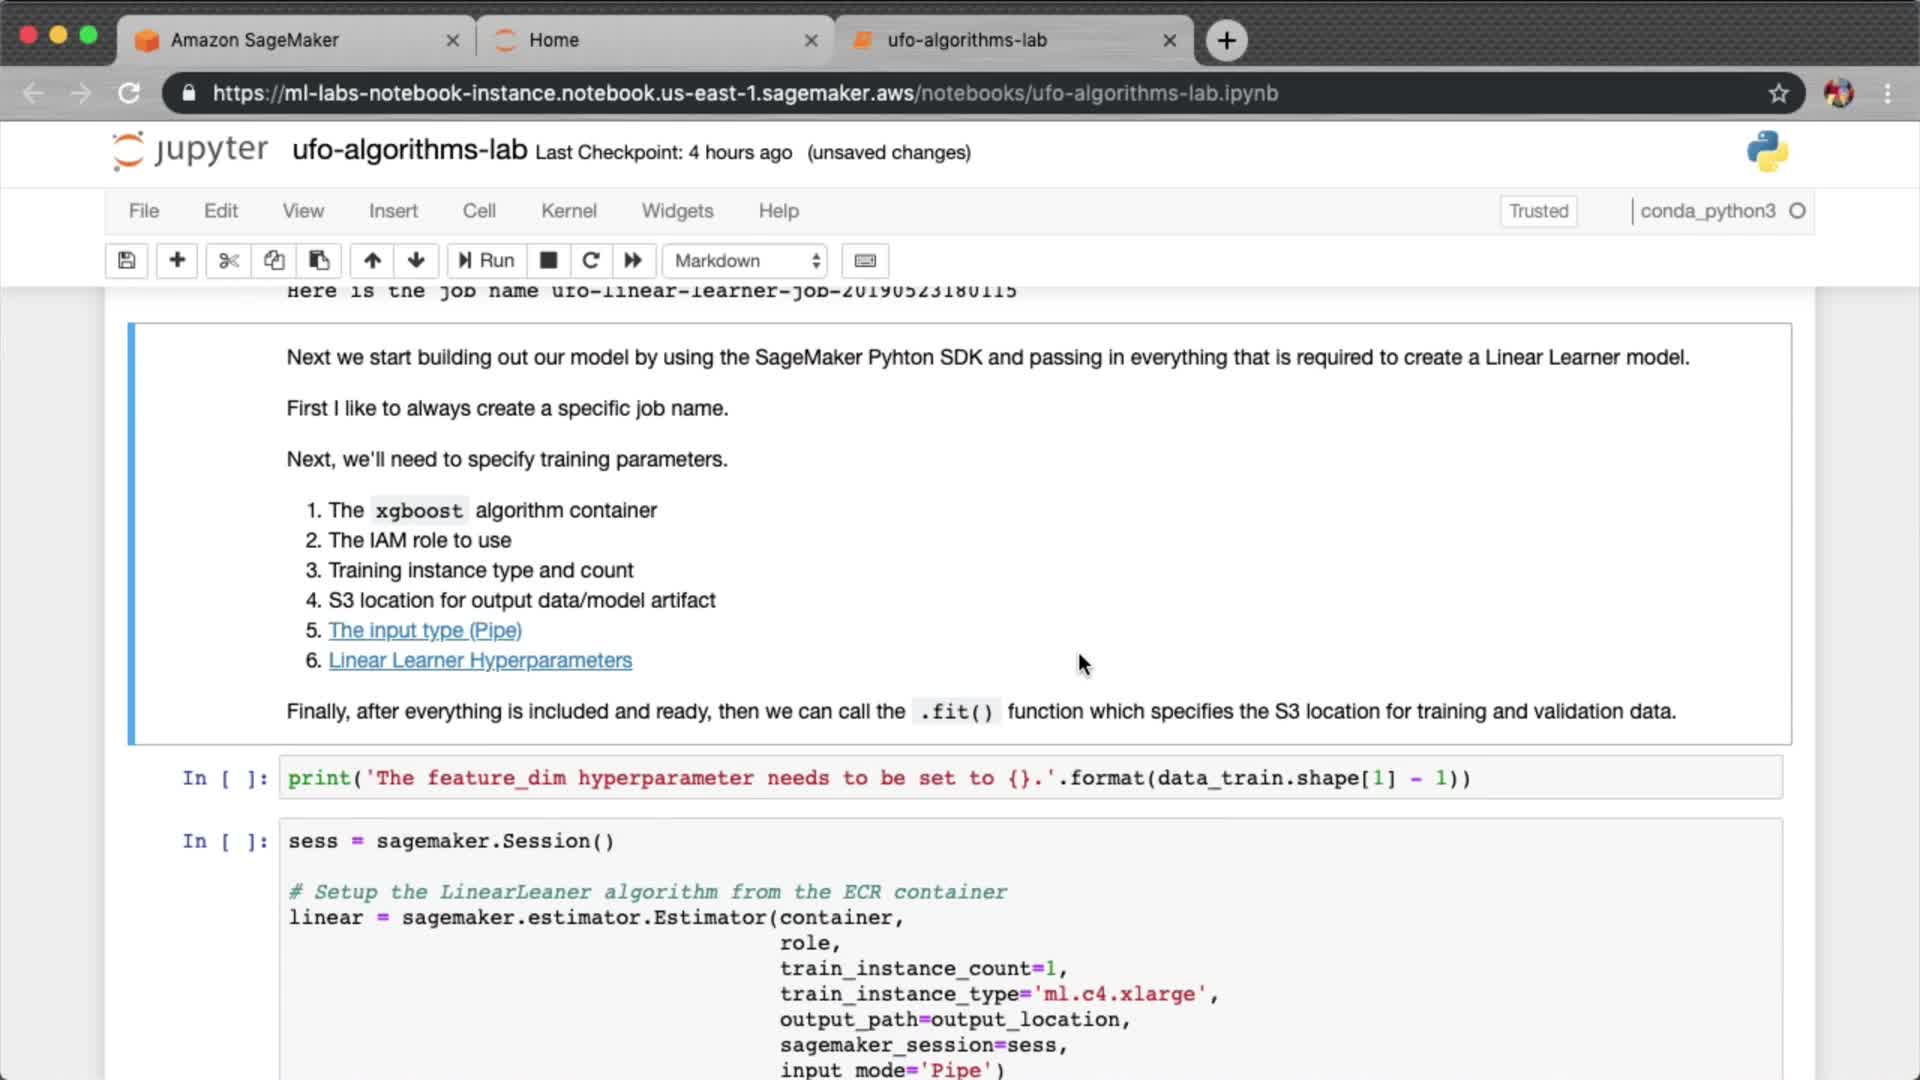 Amazon SageMaker
Home
ufo-algorithms-lab
https://ml-labs-notebook-instance.notebook.us-east-1.sagemaker.aws/notebooks/ufo-algorithms-lab.ipynb
jupyter ufo-algorithms-lab Last Checkpoint: 4 hours ago (unsaved changes)
File Edit View Insert Cell Kernel Widgets Help Trusted conda_python3
Run Markdown
Here is the job name ufo-linear-learner-job-20190523180115
Next we start building out our model by using the SageMaker Pyhton SDK and passing in everything that is required to create a Linear Learner model.
First I like to always create a specific job name.
Next, we'll need to specify training parameters.
1. The xgboost algorithm container
2. The IAM role to use
3. Training instance type and count
4. S3 location for output data/model artifact
5. The input type (Pipe)
6. Linear Learner Hyperparameters
Finally, after everything is included and ready, then we can call the .fit() function which specifies the S3 location for training and validation data.
In [ ]: print('The feature_dim hyperparameter needs to be set to {}.'.format(data_train.shape[1] - 1))
In [ ]: sess = sagemaker.Session()
# Setup the LinearLeaner algorithm from the ECR container
linear = sagemaker.estimator.Estimator(container,
role,
train_instance_count=1,
train_instance_type='ml.c4.xlarge',
output_path=output_location,
sagemaker_session=sess,
input_mode='Pipe')